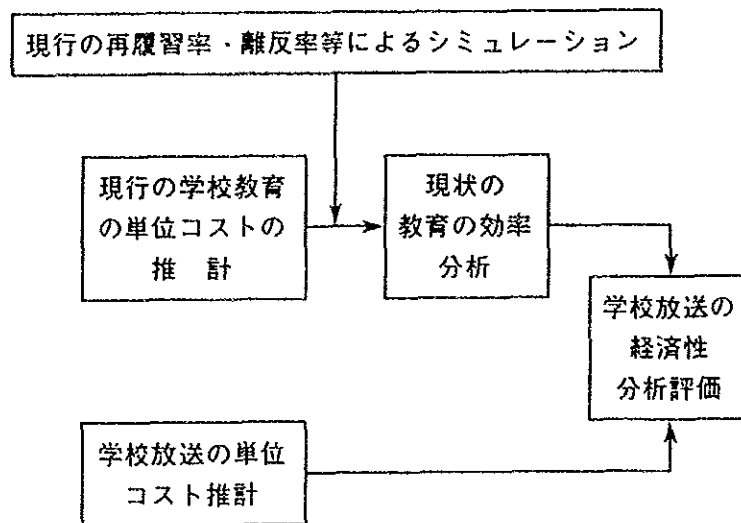 現行の再履習率・離反率等によるシミュレーション
現行の学校教育
の単位コストの
推 計
現状の
教育の効率
分析
学校放送の
経済性
分析評価
学校放送の単位
コスト推計